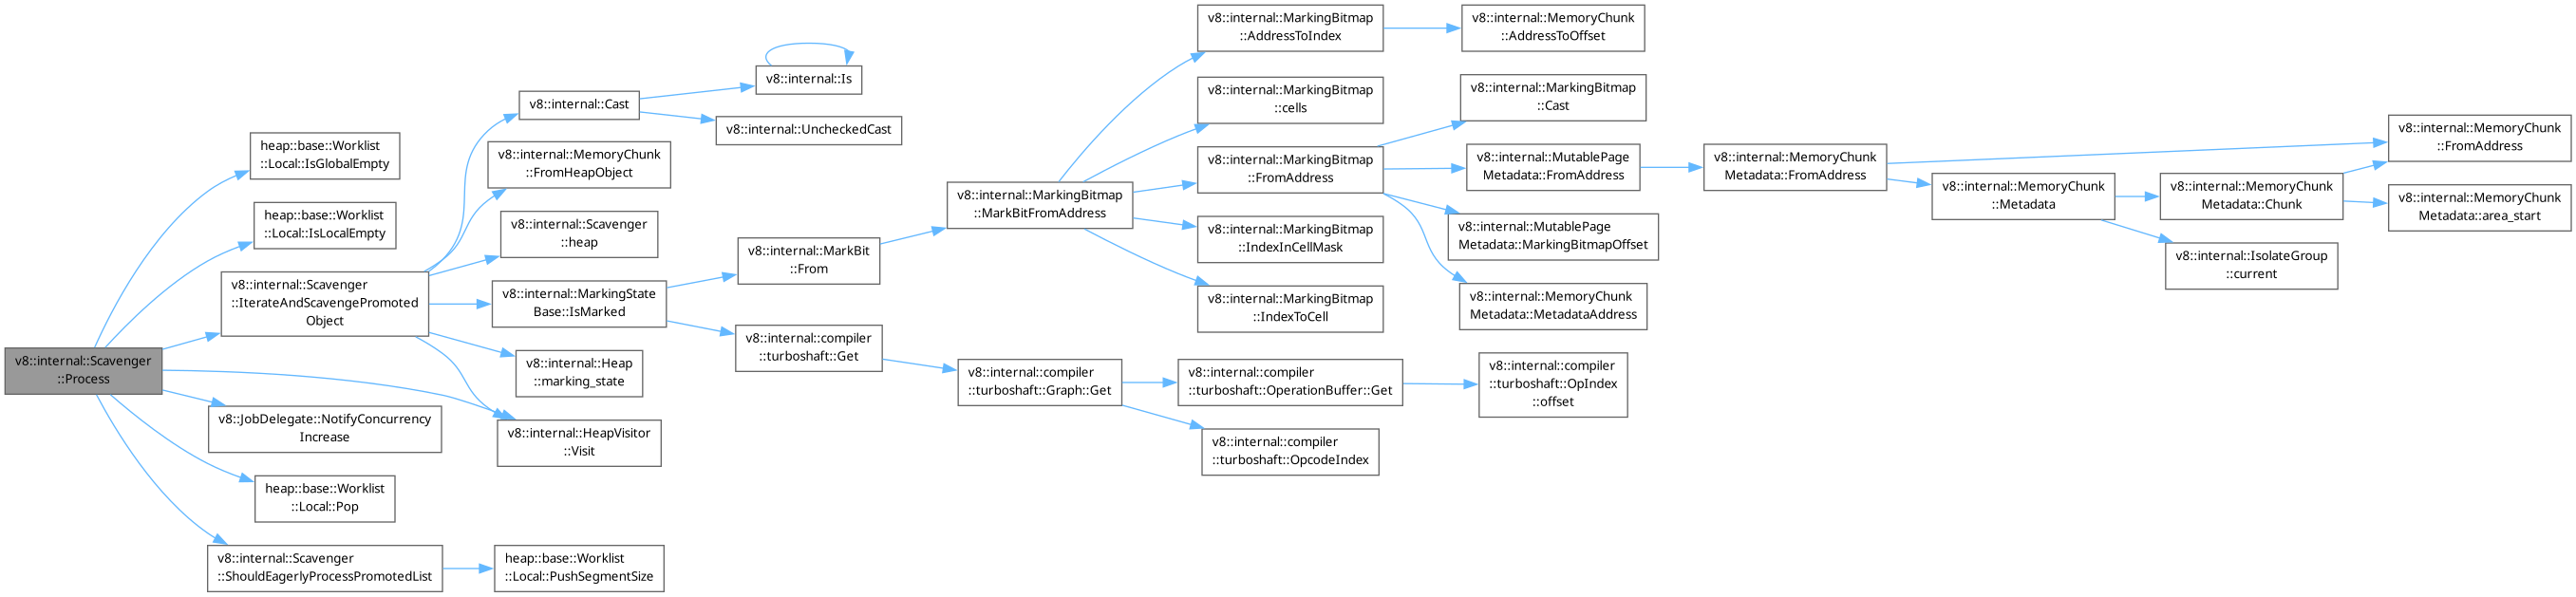 v8::internal::Scavenger
::Process
heap::base::Worklist
::Local::IsGlobalEmpty
heap::base::Worklist
::Local::IsLocalEmpty
v8::internal::Scavenger
::IterateAndScavengePromoted
Object
v8::JobDelegate::NotifyConcurrency
Increase
heap::base::Worklist
::Local::Pop
v8::internal::Scavenger
::ShouldEagerlyProcessPromotedList
v8::internal::Cast
v8::internal::MemoryChunk
::FromHeapObject
v8::internal::Scavenger
::heap
v8::internal::MarkingState
Base::IsMarked
v8::internal::Heap
::marking_state
v8::internal::HeapVisitor
::Visit
heap::base::Worklist
::Local::PushSegmentSize
v8::internal::Is
v8::internal::UncheckedCast
v8::internal::MarkBit
::From
v8::internal::compiler
::turboshaft::Get
v8::internal::MarkingBitmap
::MarkBitFromAddress
v8::internal::compiler
::turboshaft::Graph::Get
v8::internal::MarkingBitmap
::AddressToIndex
v8::internal::MarkingBitmap
::cells
v8::internal::MarkingBitmap
::FromAddress
v8::internal::MarkingBitmap
::IndexInCellMask
v8::internal::MarkingBitmap
::IndexToCell
v8::internal::compiler
::turboshaft::OperationBuffer::Get
v8::internal::compiler
::turboshaft::OpcodeIndex
v8::internal::MemoryChunk
::AddressToOffset
v8::internal::MarkingBitmap
::Cast
v8::internal::MutablePage
Metadata::FromAddress
v8::internal::MutablePage
Metadata::MarkingBitmapOffset
v8::internal::MemoryChunk
Metadata::MetadataAddress
v8::internal::compiler
::turboshaft::OpIndex
::offset
v8::internal::MemoryChunk
Metadata::FromAddress
v8::internal::MemoryChunk
::Metadata
v8::internal::MemoryChunk
Metadata::Chunk
v8::internal::IsolateGroup
::current
v8::internal::MemoryChunk
::FromAddress
v8::internal::MemoryChunk
Metadata::area_start